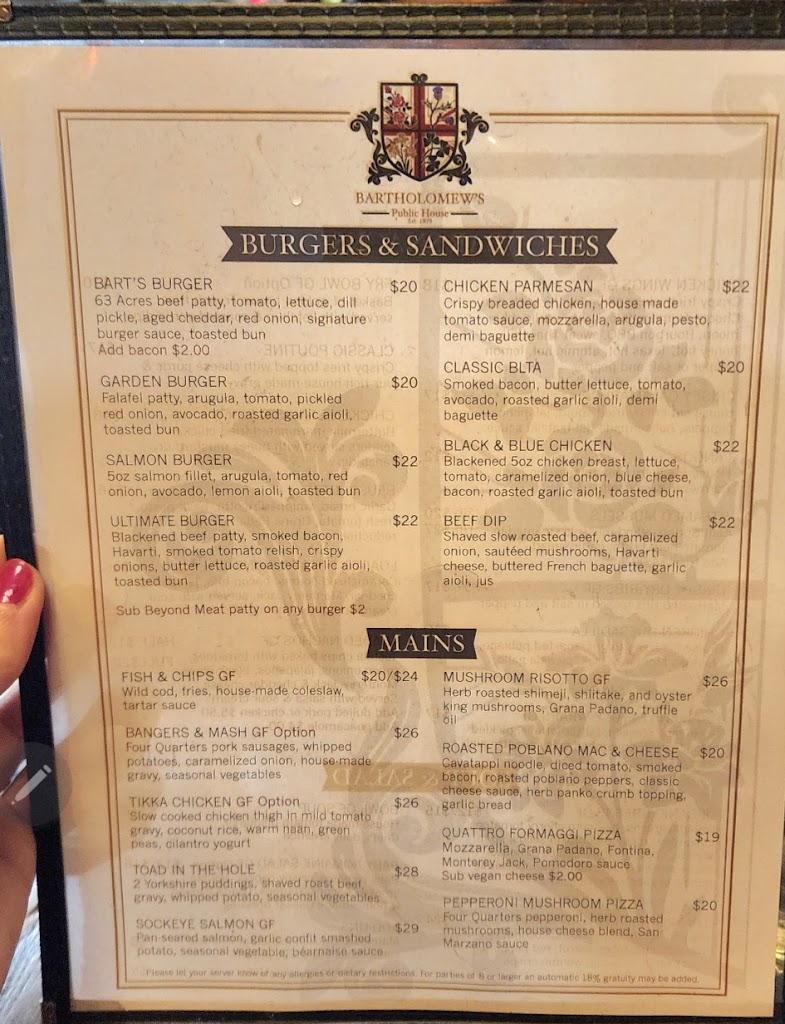 BARTHOLOMEW'S
Public House
Est. 1879
BURGERS & SANDWICHES
BART'S BURGER $20
63 Acres beef patty, tomato, lettuce, dill
pickle, aged cheddar, red onion, signature
burger sauce, toasted bun
Add bacon $2.00
GARDEN BURGER $20
Falafel patty, arugula, tomato, pickled
red onion, avocado, roasted garlic aioli,
toasted bun
SALMON BURGER $22
5oz salmon fillet, arugula, tomato, red
onion, avocado, lemon aioli, toasted bun
ULTIMATE BURGER $22
Blackened beef patty, smoked bacon,
Havarti, smoked tomato relish, crispy
onions, butter lettuce, roasted garlic aioli,
toasted bun
Sub Beyond Meat patty on any burger $2
CHICKEN PARMESAN $22
Crispy breaded chicken, house made
tomato sauce, mozzarella, arugula, pesto,
demi baguette
CLASSIC BLTA $20
Smoked bacon, butter lettuce, tomato,
avocado, roasted garlic aioli, demi
baguette
BLACK & BLUE CHICKEN $22
Blackened 5oz chicken breast, lettuce,
tomato, caramelized onion, blue cheese,
bacon, roasted garlic aioli, toasted bun
BEEF DIP $22
Shaved slow roasted beef, caramelized
onion, sautéed mushrooms, Havarti
cheese, buttered French baguette, garlic
aioli, jus
MAINS
FISH & CHIPS GF $20/$24
Wild cod, fries, house-made coleslaw,
tartar sauce
BANGERS & MASH GF Option $26
Four Quarters pork sausages, whipped
potatoes, caramelized onion, house-made
gravy, seasonal vegetables
TIKKA CHICKEN GF Option $26
Slow cooked chicken thigh in mild tomato
gravy, coconut rice, warm naan, green
peas, cilantro yogurt
TOAD IN THE HOLE $28
2 Yorkshire puddings, shaved roast beef,
gravy, whipped potato, seasonal vegetables
SOCKEYE SALMON GF $29
Pan-seared salmon, garlic confit smashed
potato, seasonal vegetable, béarnaise sauce
MUSHROOM RISOTTO GF $26
Herb roasted shimeji, shiitake, and oyster
king mushrooms, Grana Padano, truffle
oil
ROASTED POBLANO MAC & CHEESE $20
Cavatappi noodle, diced tomato, smoked
bacon, roasted poblano peppers, classic
cheese sauce, herb panko crumb topping,
garlic bread
QUATTRO FORMAGGI PIZZA $19
Mozzarella, Grana Padano, Fontina,
Monterey Jack, Pomodoro sauce
Sub vegan cheese $2.00
PEPPERONI MUSHROOM PIZZA $20
Four Quarters pepperoni, herb roasted
mushrooms, house cheese blend, San
Marzano sauce
Please let your server know of any allergies or dietary restrictions. For parties of 8 or larger an automatic 18% gratuity may be added.